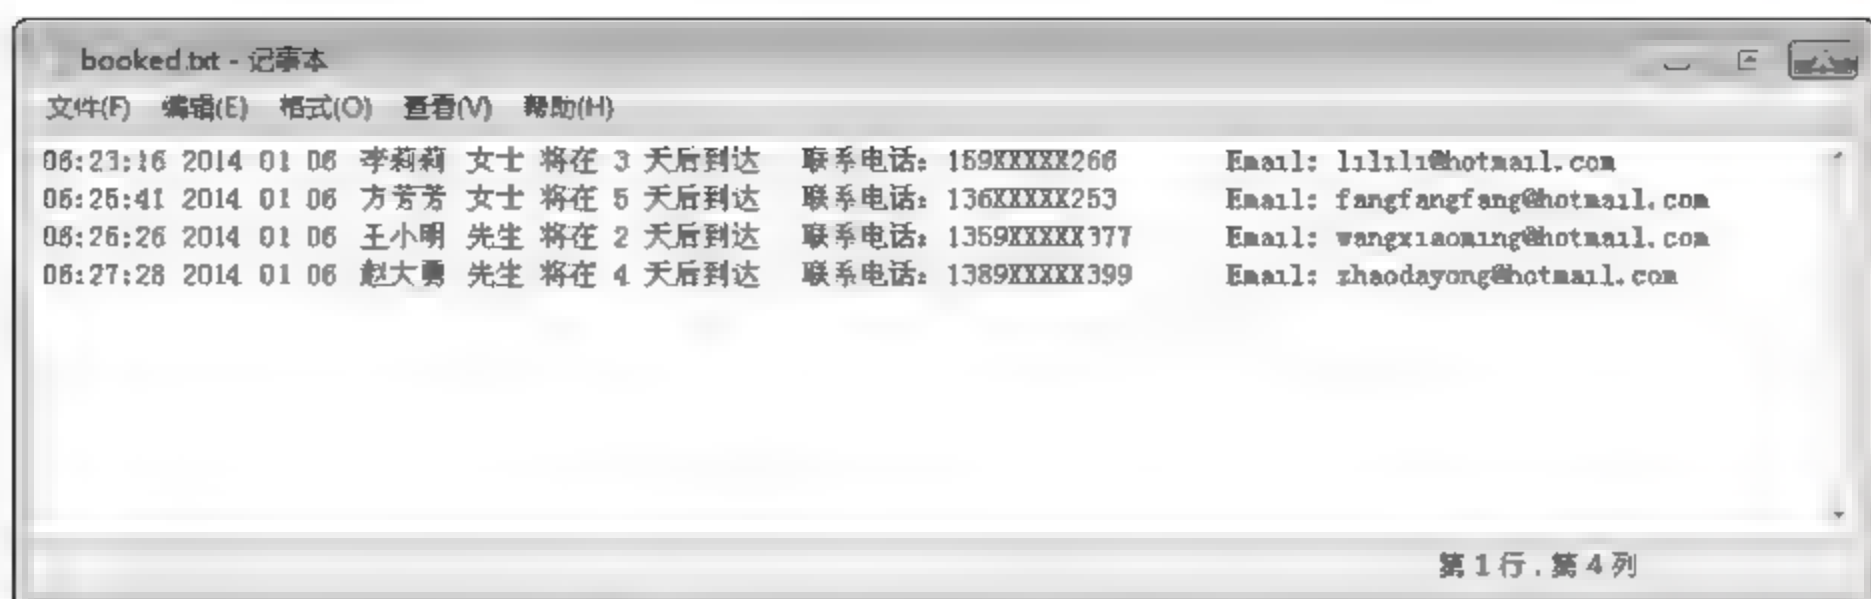 booked.txt - 记事本
文件(F) 编辑(E) 格式(O) 查看(V) 帮助(H)
06:23:16 2014 01 06 李莉莉 女士 将在 3 天后到达 联系电话: 159XXXXX266 Email: lilili@hotmail.com
06:25:41 2014 01 06 方芳芳 女士 将在 5 天后到达 联系电话: 136XXXXX253 Email: fangfangfang@hotmail.com
06:26:26 2014 01 06 王小明 先生 将在 2 天后到达 联系电话: 1359XXXXX377 Email: wangxiaoming@hotmail.com
06:27:28 2014 01 06 赵大勇 先生 将在 4 天后到达 联系电话: 1389XXXXX399 Email: zhaodayong@hotmail.com
第 1 行, 第 4 列